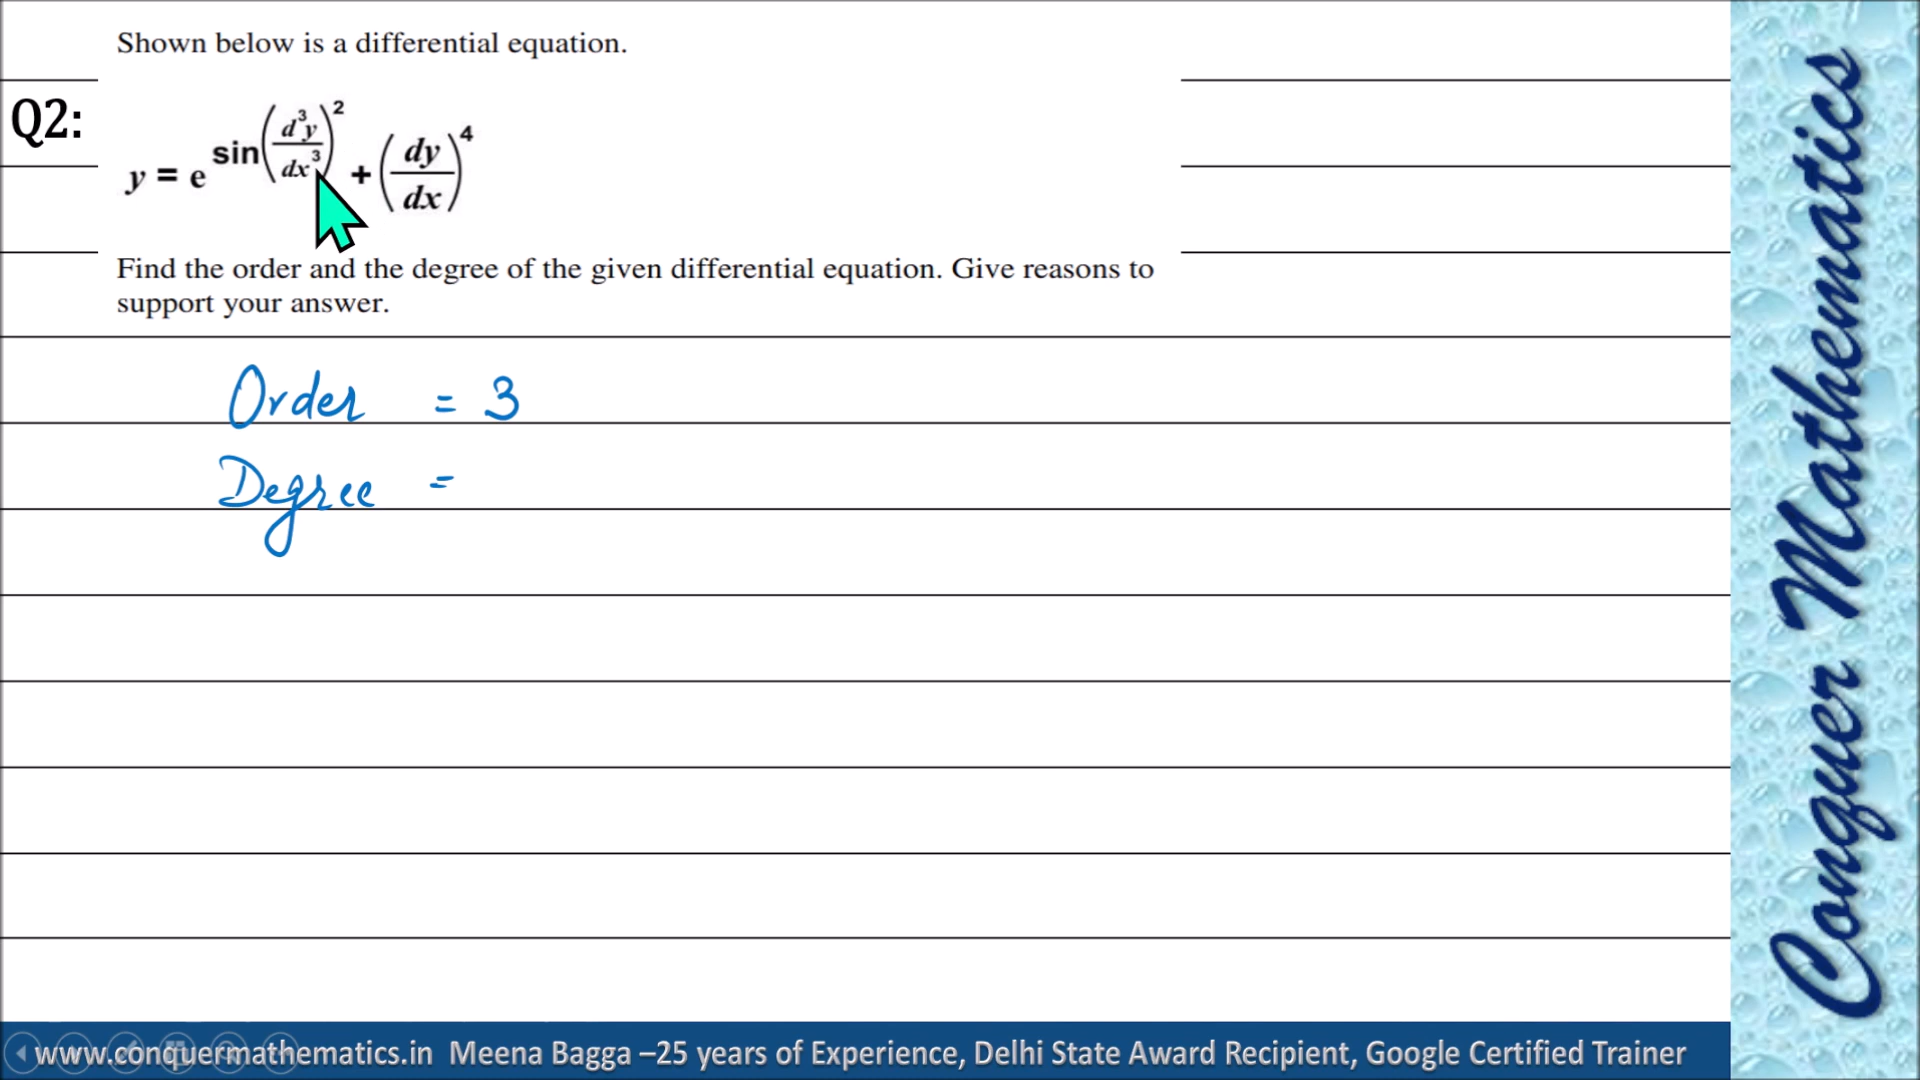 Shown below is a differential equation.
Q2:
y = e^{sin(d³y/dx³)²} + (dy/dx)⁴
Find the order and the degree of the given differential equation. Give reasons to
support your answer.
Order = 3
Degree =
Conquer Mathematics
www.conquermathematics.in Meena Bagga –25 years of Experience, Delhi State Award Recipient, Google Certified Trainer